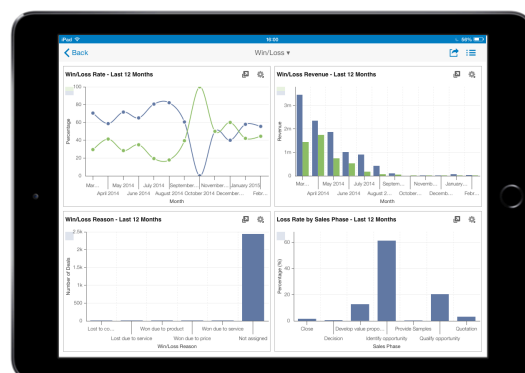 iPad 16:00 56%
Back Win/Loss ▾
Win/Loss Rate - Last 12 Months
100
80
60
40
20
0
Percentage
Mar... May 2014 July 2014 September... November... January 2015
April 2014 June 2014 August 2014 October 2014 December... Febr...
Month
Win/Loss Revenue - Last 12 Months
3m
2m
1m
0
Revenue
Mar... May 2014 July 2014 Septem... Novemb... January...
April 2014 June 2014 August 2... October... Decemb... Febr...
Month
Win/Loss Reason - Last 12 Months
2.5k
2k
1.5k
1k
500
0
Number of Deals
Lost to co... Won due to product Won due to service
Lost due to service Won due to price Not assigned
Win/Loss Reason
Loss Rate by Sales Phase - Last 12 Months
60
40
20
0
Percentage (%)
Close Develop value propo... Provide Samples Quotation
Decision Identify opportunity Qualify opportunity
Sales Phase